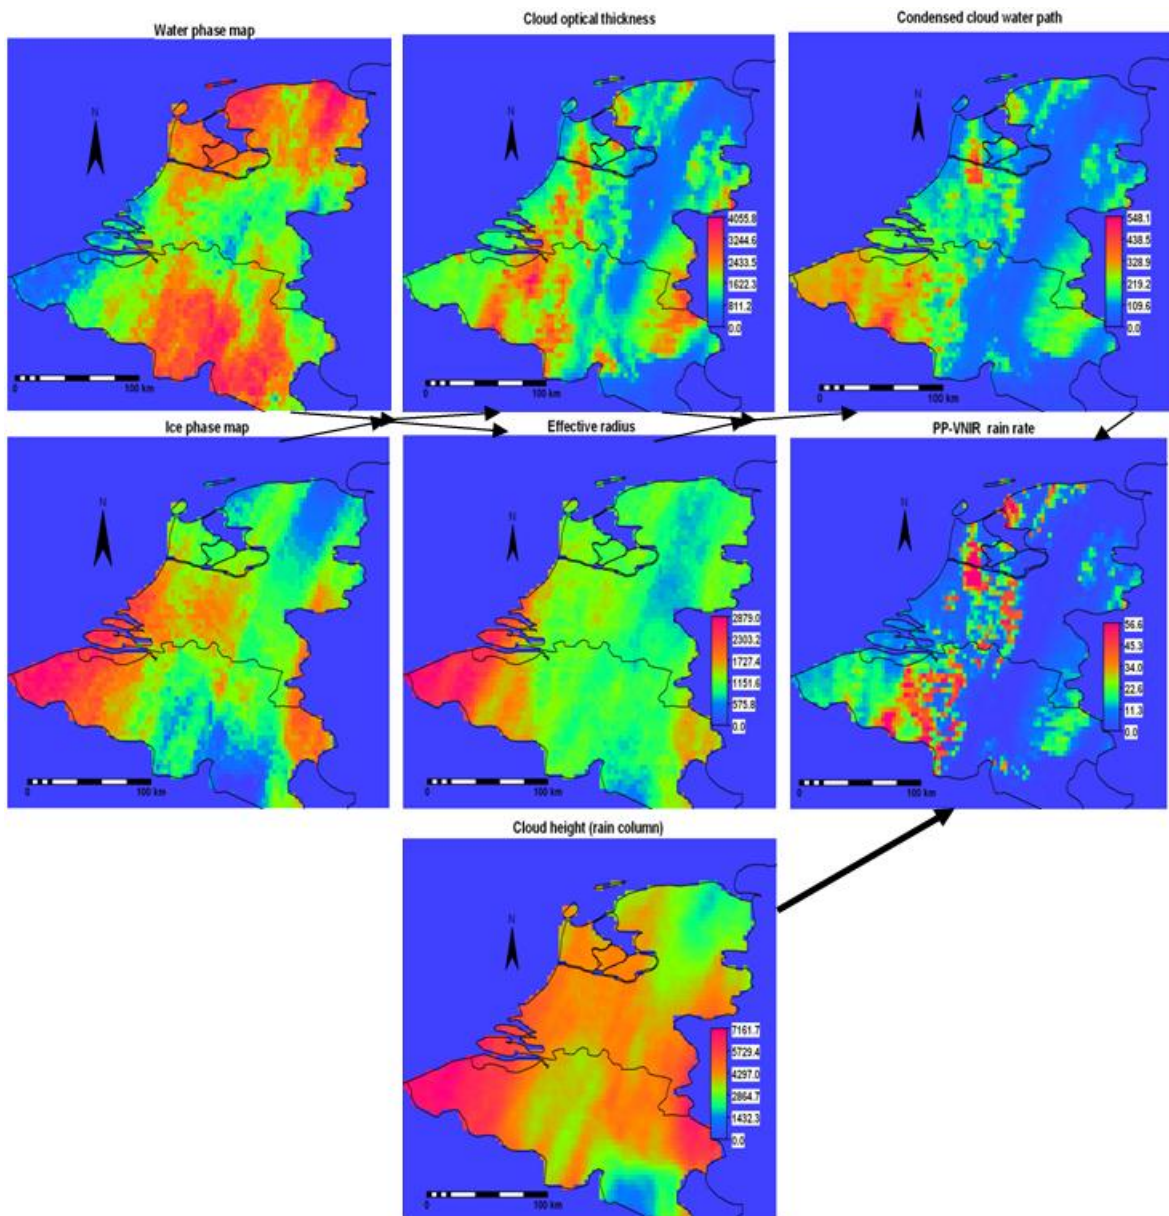 Water phase map
Cloud optical thickness
Condensed cloud water path
N
N
N
4055.8
3244.6
2433.5
1622.3
811.2
0.0
548.1
438.5
328.9
219.2
109.6
0.0
0 100 km
0 100 km
0 100 km
Ice phase map
Effective radius
PP-VNIR rain rate
N
N
N
2879.0
2303.2
1727.4
1151.6
575.8
0.0
56.6
45.3
34.0
22.6
11.3
0.0
0 100 km
0 100 km
0 100 km
Cloud height (rain column)
N
7161.7
5729.4
4297.0
2864.7
1432.3
0.0
0 100 km